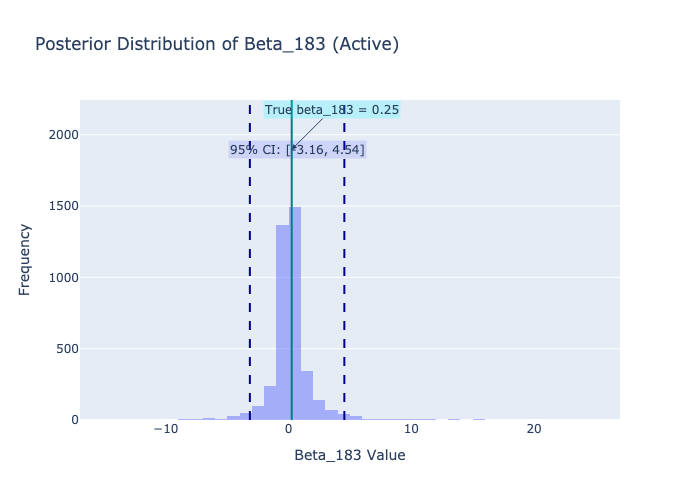 Posterior Distribution of Beta_183 (Active)
True beta_183 = 0.25
95% CI: [-3.16, 4.54]
2000
1500
1000
500
0
Frequency
−10
0
10
20
Beta_183 Value